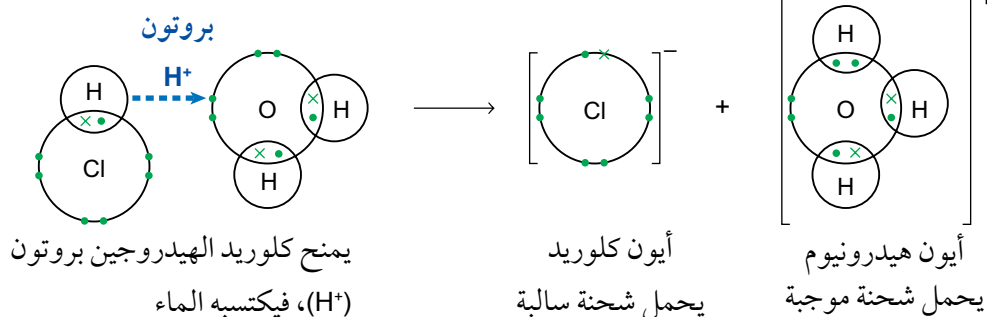 بروتون
H⁺
H
Cl
O
H
H
Cl
−
+
H
O
H
H
يمنح كلوريد الهيدروجين بروتون
(H⁺)، فيكتسبه الماء
أيون كلوريد
يحمل شحنة سالبة
أيون هيدرونيوم
يحمل شحنة موجبة